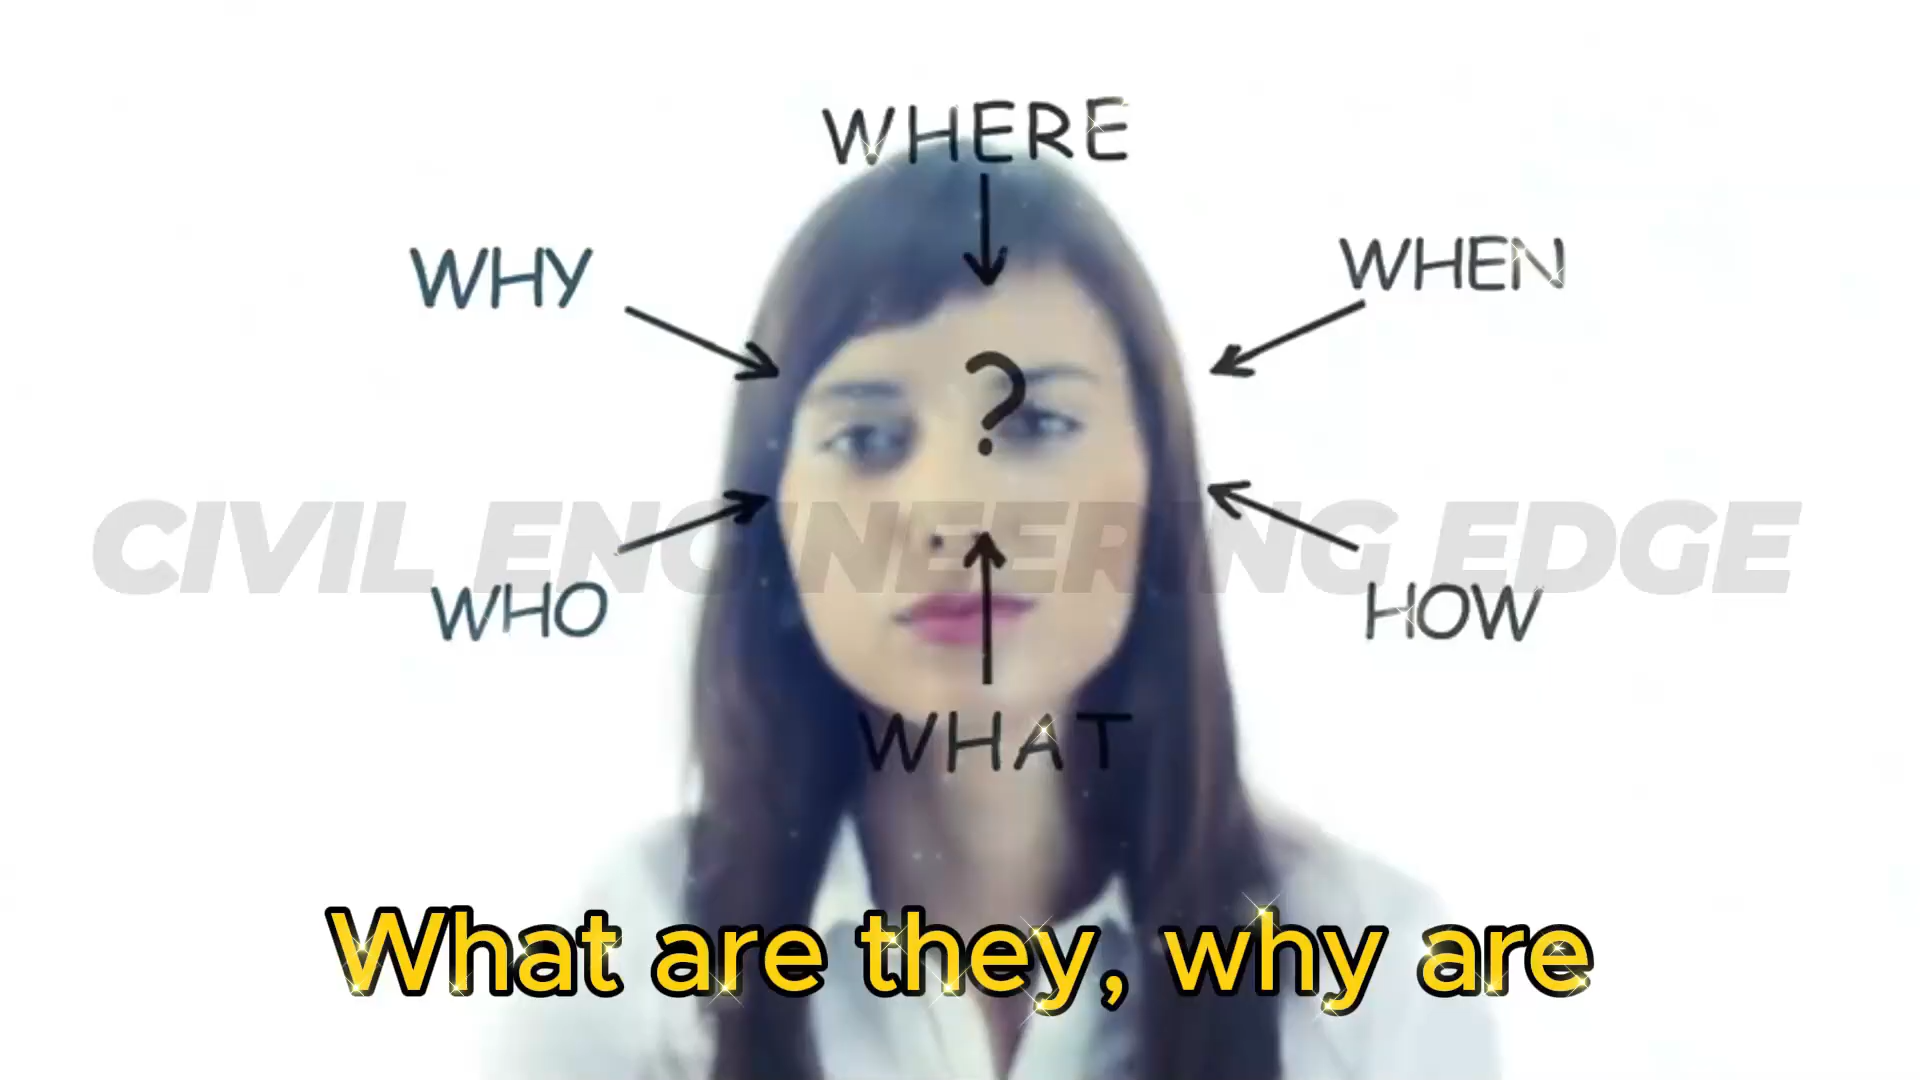 WHERE
WHY
WHEN
?
CIVIL ENGINEERING EDGE
WHO
HOW
WHAT
What are they, why are